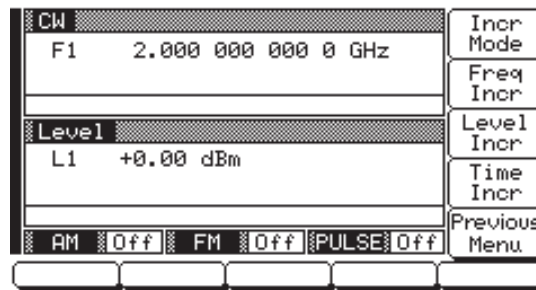 CW
F1 2.000 000 000 0 GHz
Level
L1 +0.00 dBm
AM Off FM Off PULSE Off
Incr
Mode
Freq
Incr
Level
Incr
Time
Incr
Previous
Menu